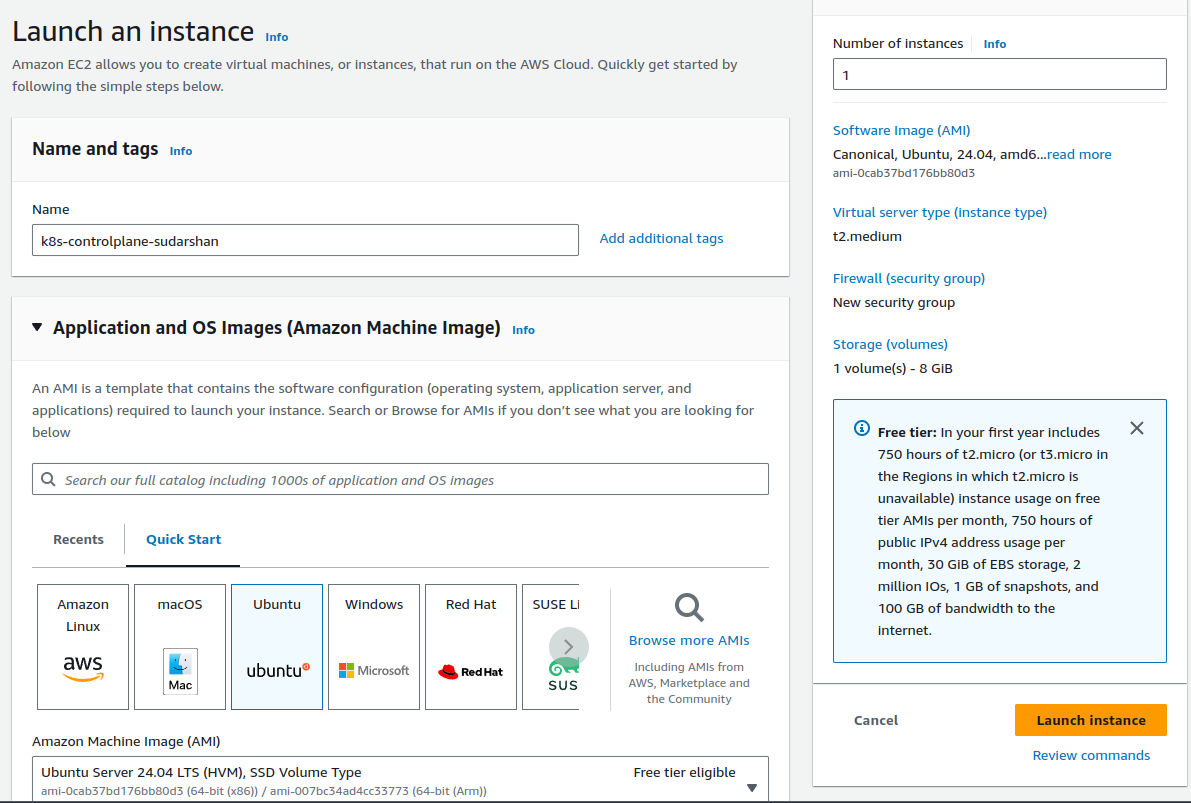 Launch an instance Info
Amazon EC2 allows you to create virtual machines, or instances, that run on the AWS Cloud. Quickly get started by
following the simple steps below.
Name and tags Info
Name
k8s-controlplane-sudarshan
Add additional tags
Application and OS Images (Amazon Machine Image) Info
An AMI is a template that contains the software configuration (operating system, application server, and
applications) required to launch your instance. Search or Browse for AMIs if you don’t see what you are looking for
below
Search our full catalog including 1000s of application and OS images
Recents
Quick Start
Amazon
Linux
aws
macOS
Mac
Ubuntu
ubuntu
Windows
Microsoft
Red Hat
Red Hat
SUSE Li
SUS
Browse more AMIs
Including AMIs from
AWS, Marketplace and
the Community
Amazon Machine Image (AMI)
Ubuntu Server 24.04 LTS (HVM), SSD Volume Type
Free tier eligible
ami-0cab37bd176bb80d3 (64-bit (x86)) / ami-007bc34ad4cc33773 (64-bit (Arm))
Number of instances Info
1
Software Image (AMI)
Canonical, Ubuntu, 24.04, amd6...read more
ami-0cab37bd176bb80d3
Virtual server type (instance type)
t2.medium
Firewall (security group)
New security group
Storage (volumes)
1 volume(s) - 8 GiB
Free tier: In your first year includes
750 hours of t2.micro (or t3.micro in
the Regions in which t2.micro is
unavailable) instance usage on free
tier AMIs per month, 750 hours of
public IPv4 address usage per
month, 30 GiB of EBS storage, 2
million IOs, 1 GB of snapshots, and
100 GB of bandwidth to the
internet.
Cancel
Launch instance
Review commands